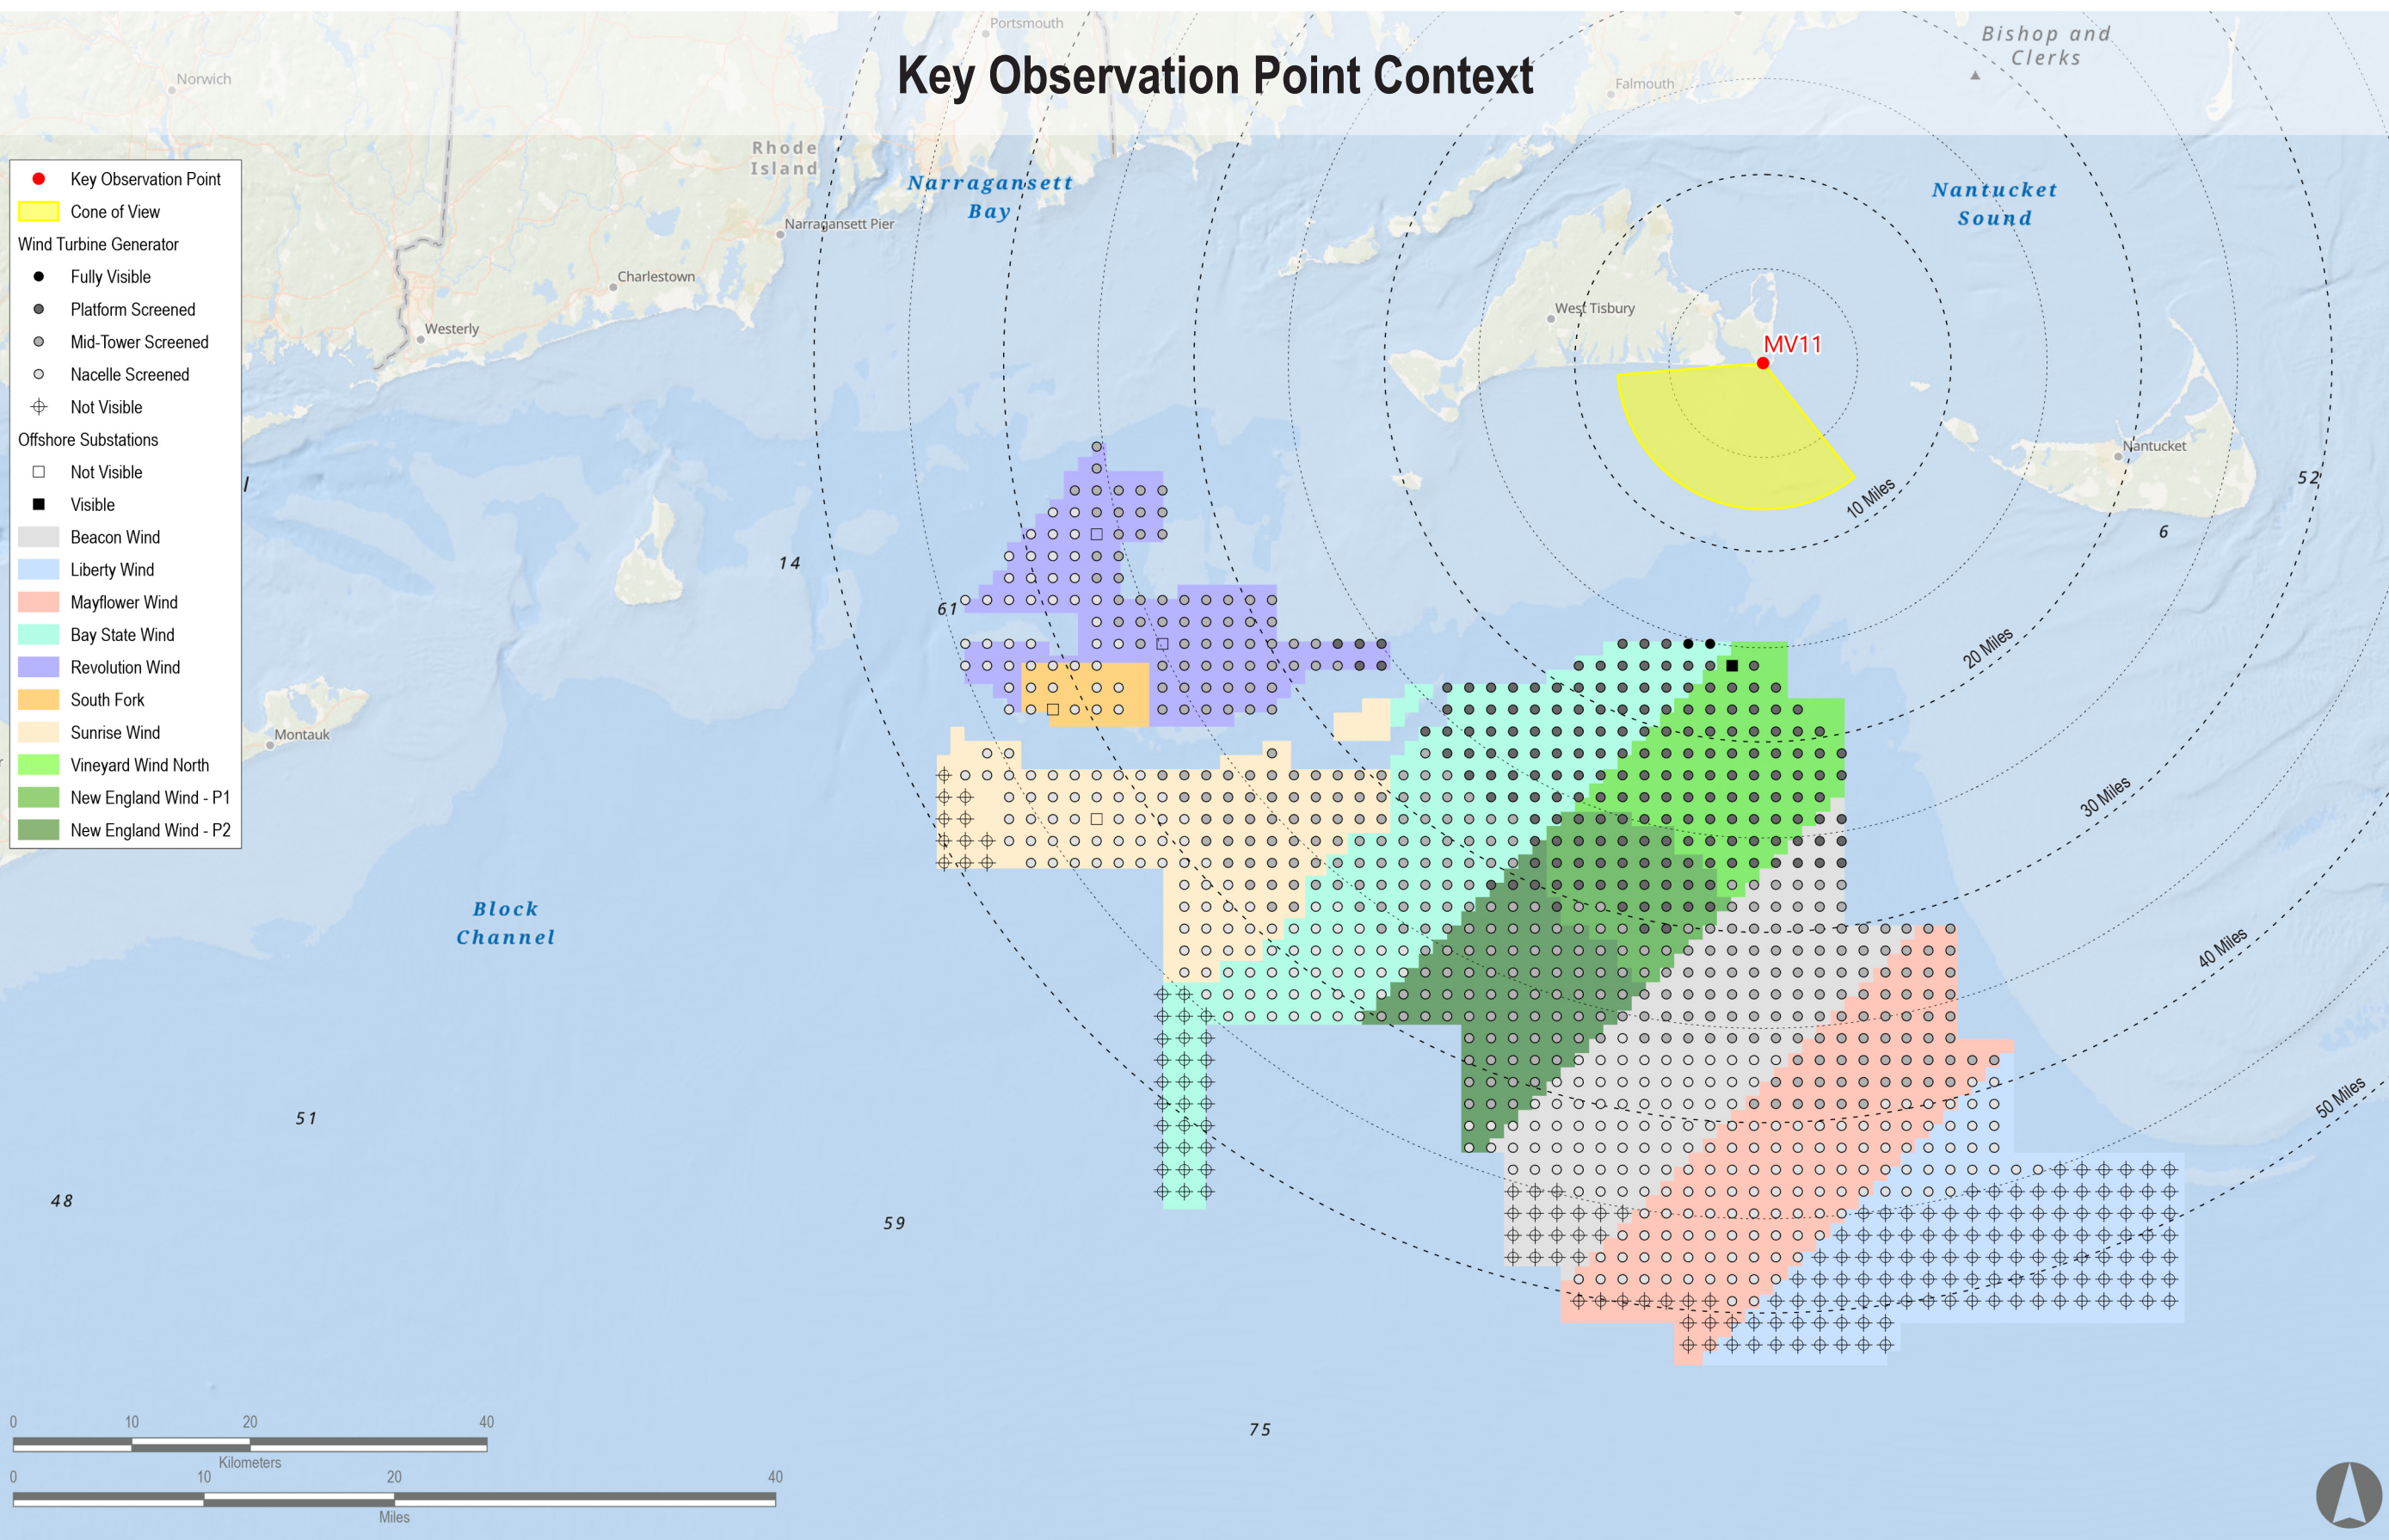 Portsmouth
Bishop and
Clerks
Key Observation Point Context
Norwich
Falmouth
Rhode
Island
Narragansett
Bay
Nantucket
Sound
Narragansett Pier
Charlestown
Westerly
West Tisbury
MV11
Nantucket
Key Observation Point
Cone of View
Wind Turbine Generator
Fully Visible
Platform Screened
Mid-Tower Screened
Nacelle Screened
Not Visible
Offshore Substations
Not Visible
Visible
Beacon Wind
Liberty Wind
Mayflower Wind
Bay State Wind
Revolution Wind
South Fork
Sunrise Wind
Vineyard Wind North
New England Wind - P1
New England Wind - P2
52
6
14
61
10 Miles
20 Miles
30 Miles
40 Miles
50 Miles
Montauk
Block
Channel
51
48
59
75
0 10 20 40
Kilometers
0 10 20 40
Miles